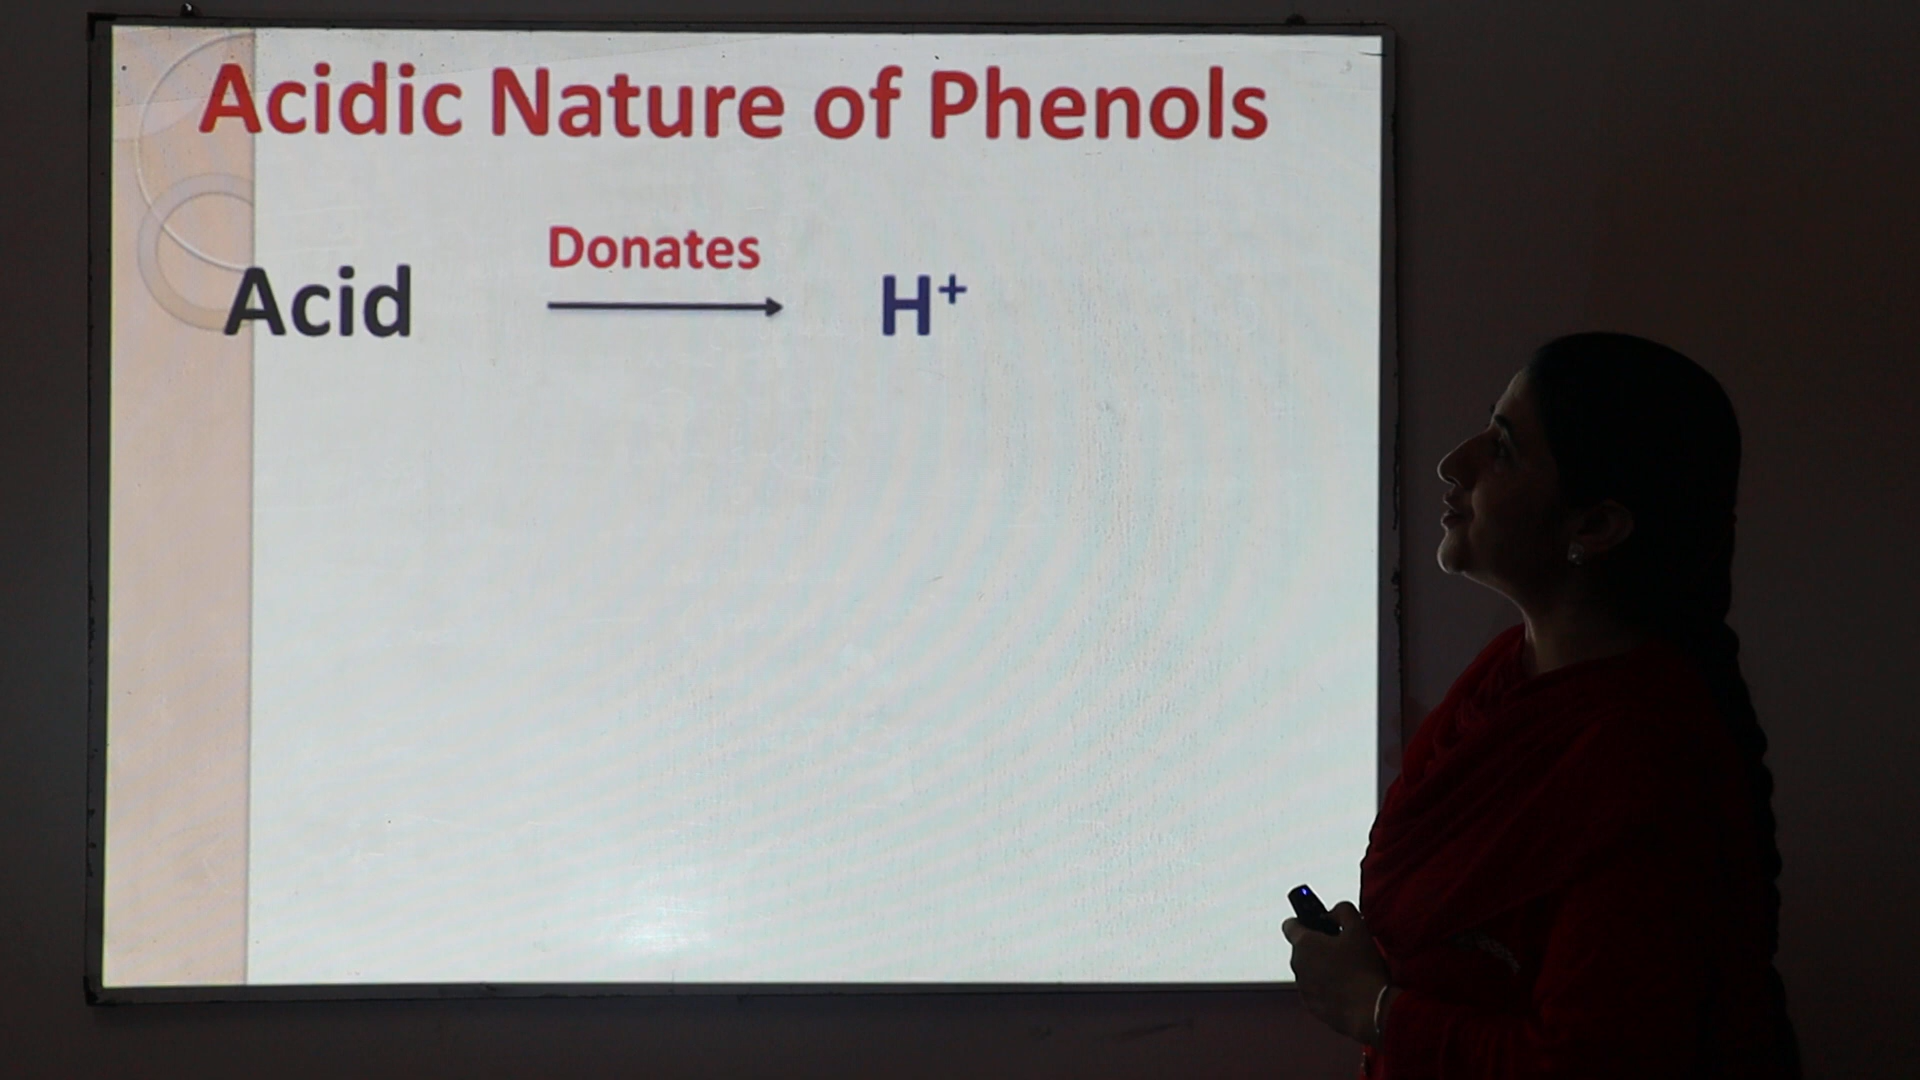 Acidic Nature of Phenols
Donates
Acid → H⁺